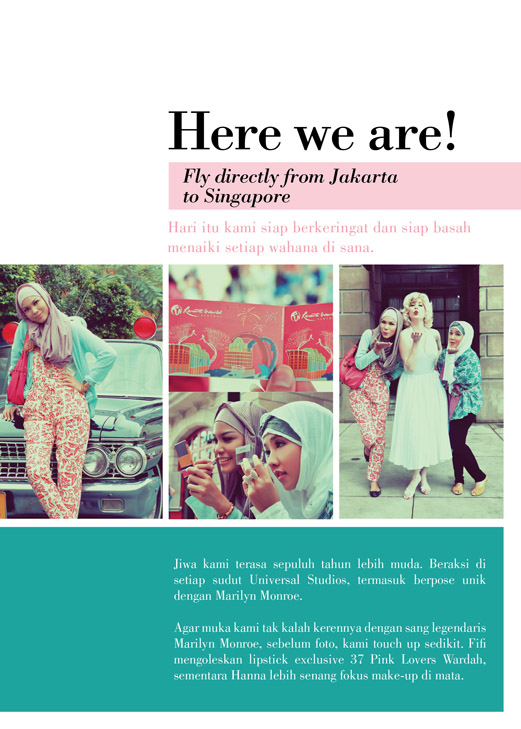 Here we are!
Fly directly from Jakarta
to Singapore
Hari itu kami siap berkeringat dan siap basah
menaiki setiap wahana di sana.
Jiwa kami terasa sepuluh tahun lebih muda. Beraksi di
setiap sudut Universal Studios, termasuk berpose unik
dengan Marilyn Monroe.
Agar muka kami tak kalah kerennya dengan sang legendaris
Marilyn Monroe, sebelum foto, kami touch up sedikit. Fifi
mengoleskan lipstick exclusive 37 Pink Lovers Wardah,
sementara Hanna lebih senang fokus make-up di mata.